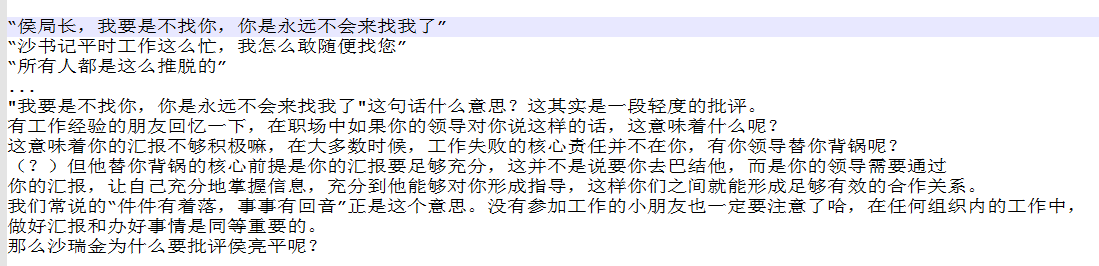 “侯局长，我要是不找你，你是永远不会来找我了”
“沙书记平时工作这么忙，我怎么敢随便找您”
“所有人都是这么推脱的”
...
"我要是不找你，你是永远不会来找我了"这句话什么意思？这其实是一段轻度的批评。
有工作经验的朋友回忆一下，在职场中如果你的领导对你说这样的话，这意味着什么呢？
这意味着你的汇报不够积极嘛，在大多数时候，工作失败的核心责任并不在你，有你领导替你背锅呢？
（？）但他替你背锅的核心前提是你的汇报要足够充分，这并不是说要你去巴结他，而是你的领导需要通过
你的汇报，让自己充分地掌握信息，充分到他能够对你形成指导，这样你们之间就能形成足够有效的合作关系。
我们常说的“件件有着落，事事有回音”正是这个意思。没有参加工作的小朋友也一定要注意了哈，在任何组织内的工作中，
做好汇报和办好事情是同等重要的。
那么沙瑞金为什么要批评侯亮平呢？